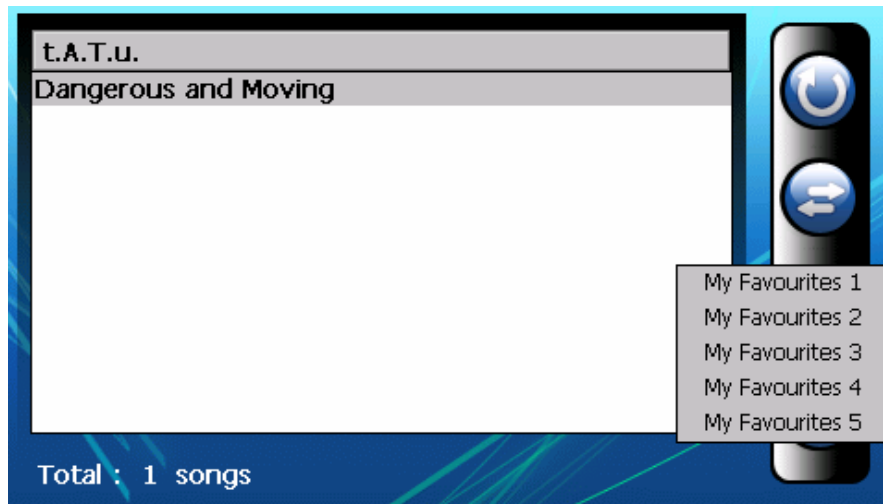 t.A.T.u.
Dangerous and Moving
My Favourites 1
My Favourites 2
My Favourites 3
My Favourites 4
My Favourites 5
Total : 1 songs